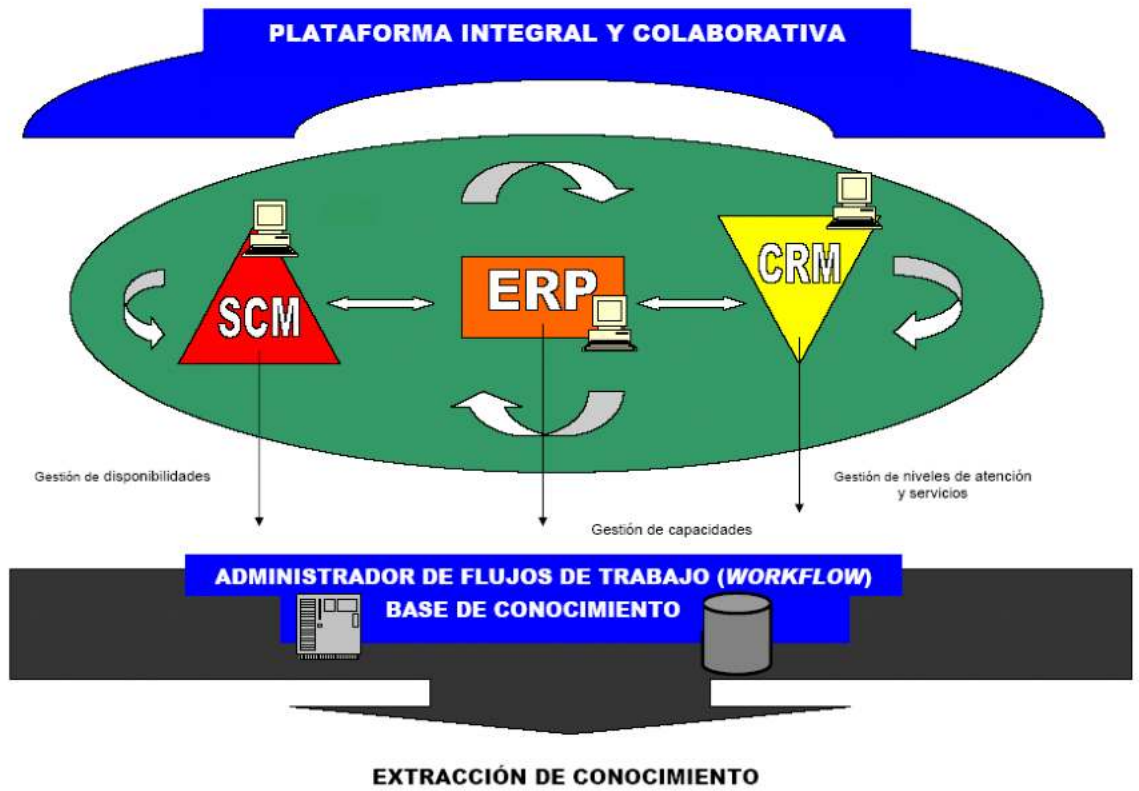 PLATAFORMA INTEGRAL Y COLABORATIVA
SCM
ERP
CRM
Gestión de disponibilidades
Gestión de capacidades
Gestión de niveles de atención
y servicios
ADMINISTRADOR DE FLUJOS DE TRABAJO (WORKFLOW)
BASE DE CONOCIMIENTO
EXTRACCIÓN DE CONOCIMIENTO